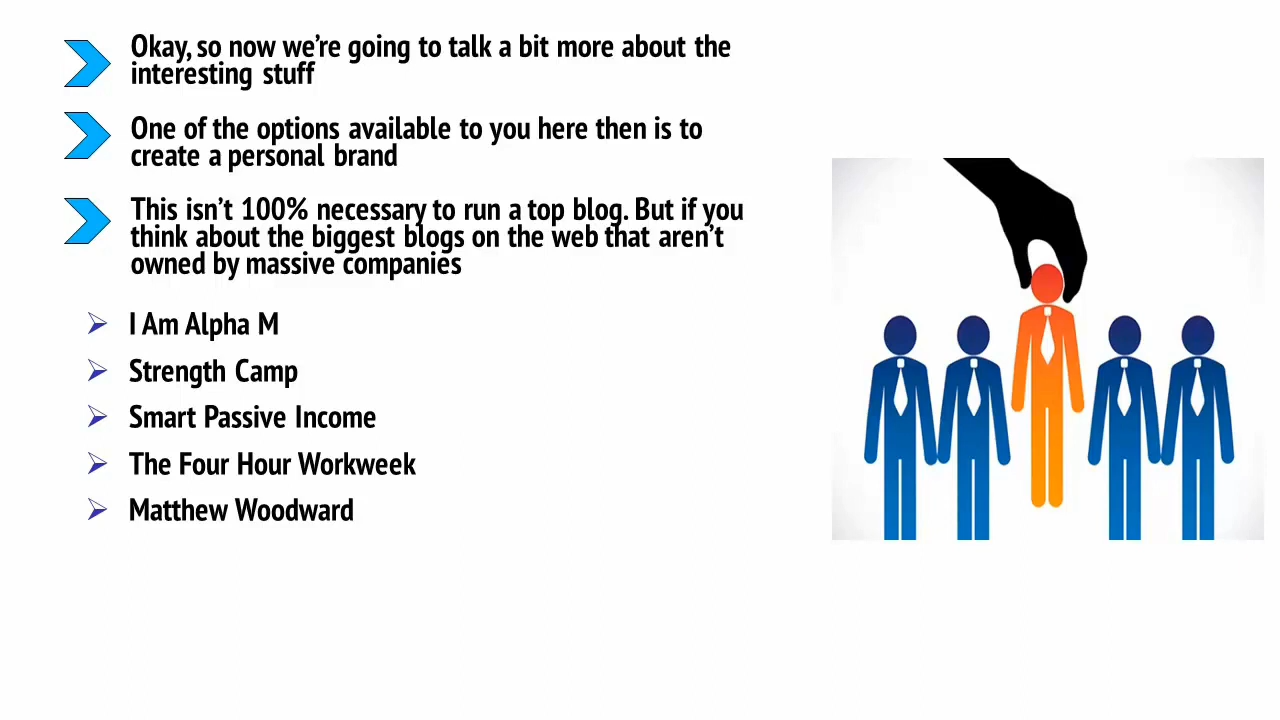 Okay, so now we’re going to talk a bit more about the
interesting stuff
One of the options available to you here then is to
create a personal brand
This isn’t 100% necessary to run a top blog. But if you
think about the biggest blogs on the web that aren’t
owned by massive companies
I Am Alpha M
Strength Camp
Smart Passive Income
The Four Hour Workweek
Matthew Woodward